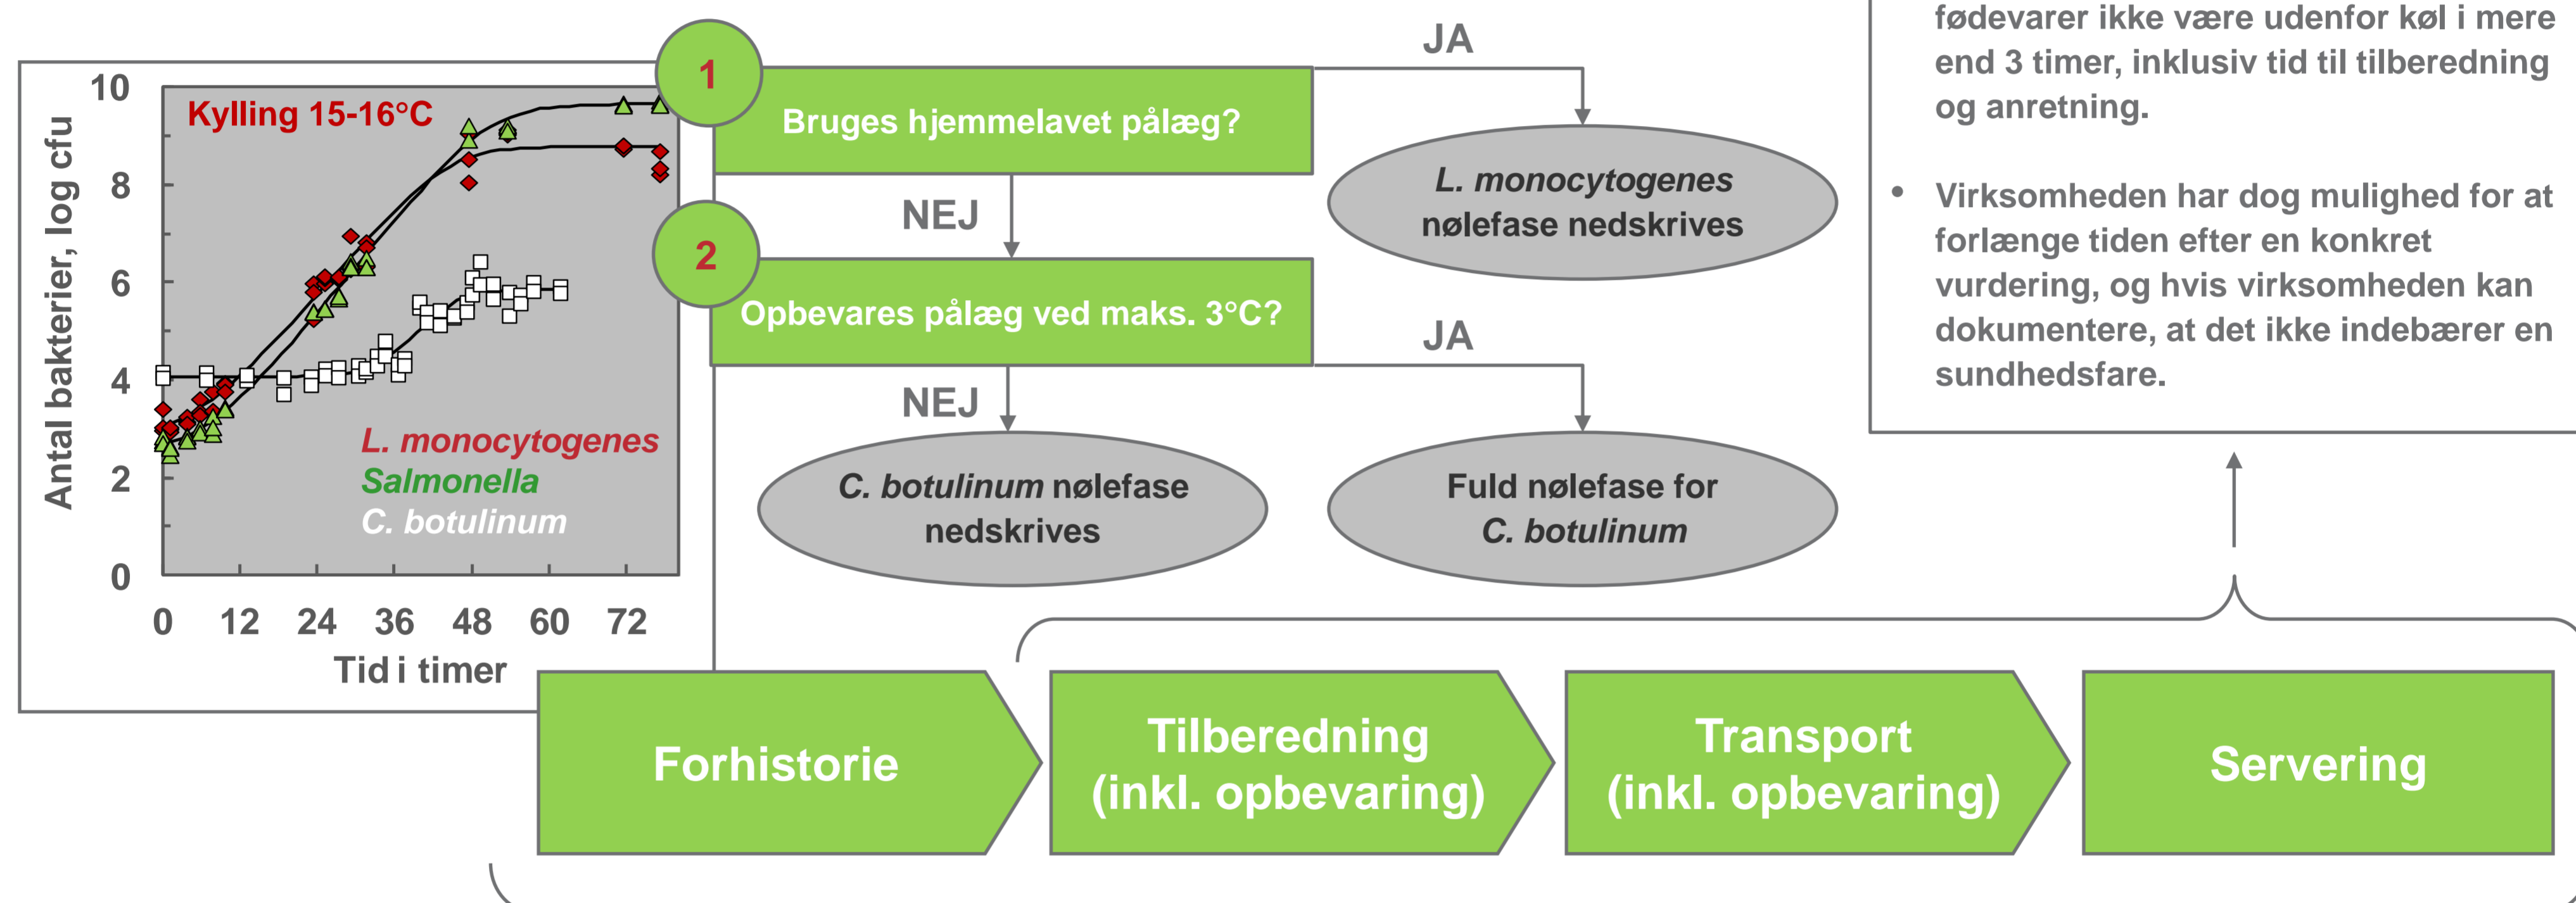 10
8
6
4
2
0
Antal bakterier, log cfu
Kylling 15-16°C
L. monocytogenes
Salmonella
C. botulinum
0 12 24 36 48 60 72
Tid i timer
1
Bruges hjemmelavet pålæg?
JA
L. monocytogenes
nølefase nedskrives
NEJ
2
Opbevares pålæg ved maks. 3°C?
JA
NEJ
C. botulinum nølefase
nedskrives
Fuld nølefase for
C. botulinum
fødevarer ikke være udenfor køl i mere
end 3 timer, inklusiv tid til tilberedning
og anretning.
• Virksomheden har dog mulighed for at
forlænge tiden efter en konkret
vurdering, og hvis virksomheden kan
dokumentere, at det ikke indebærer en
sundhedsfare.
Forhistorie
Tilberedning
(inkl. opbevaring)
Transport
(inkl. opbevaring)
Servering